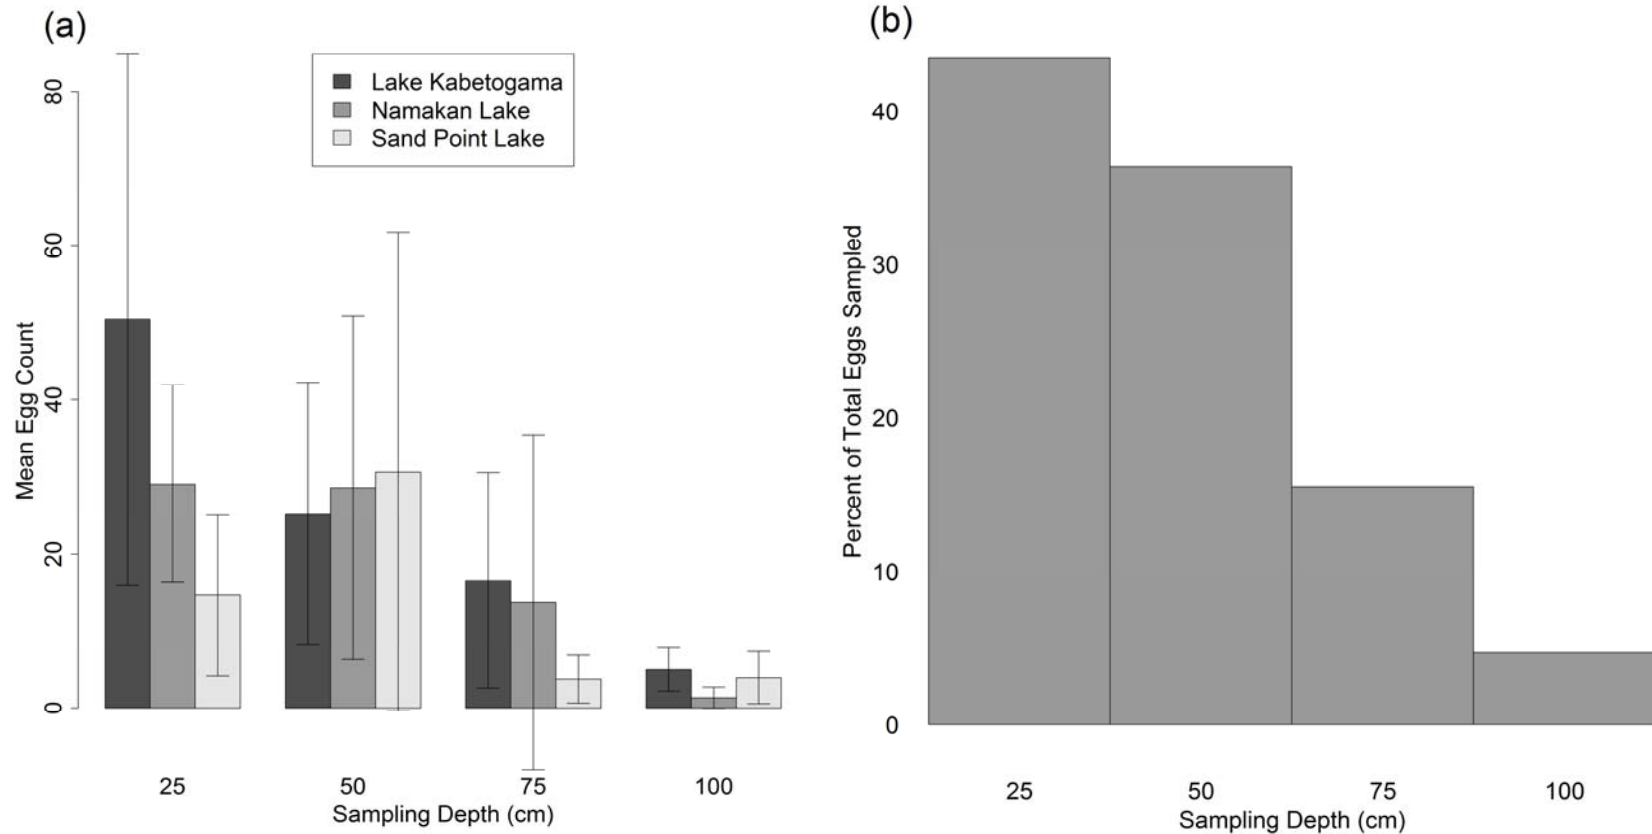 (a)
Lake Kabetogama
Namakan Lake
Sand Point Lake
Mean Egg Count
80
60
40
20
0
25 50 75 100
Sampling Depth (cm)
(b)
Percent of Total Eggs Sampled
40
30
20
10
0
25 50 75 100
Sampling Depth (cm)